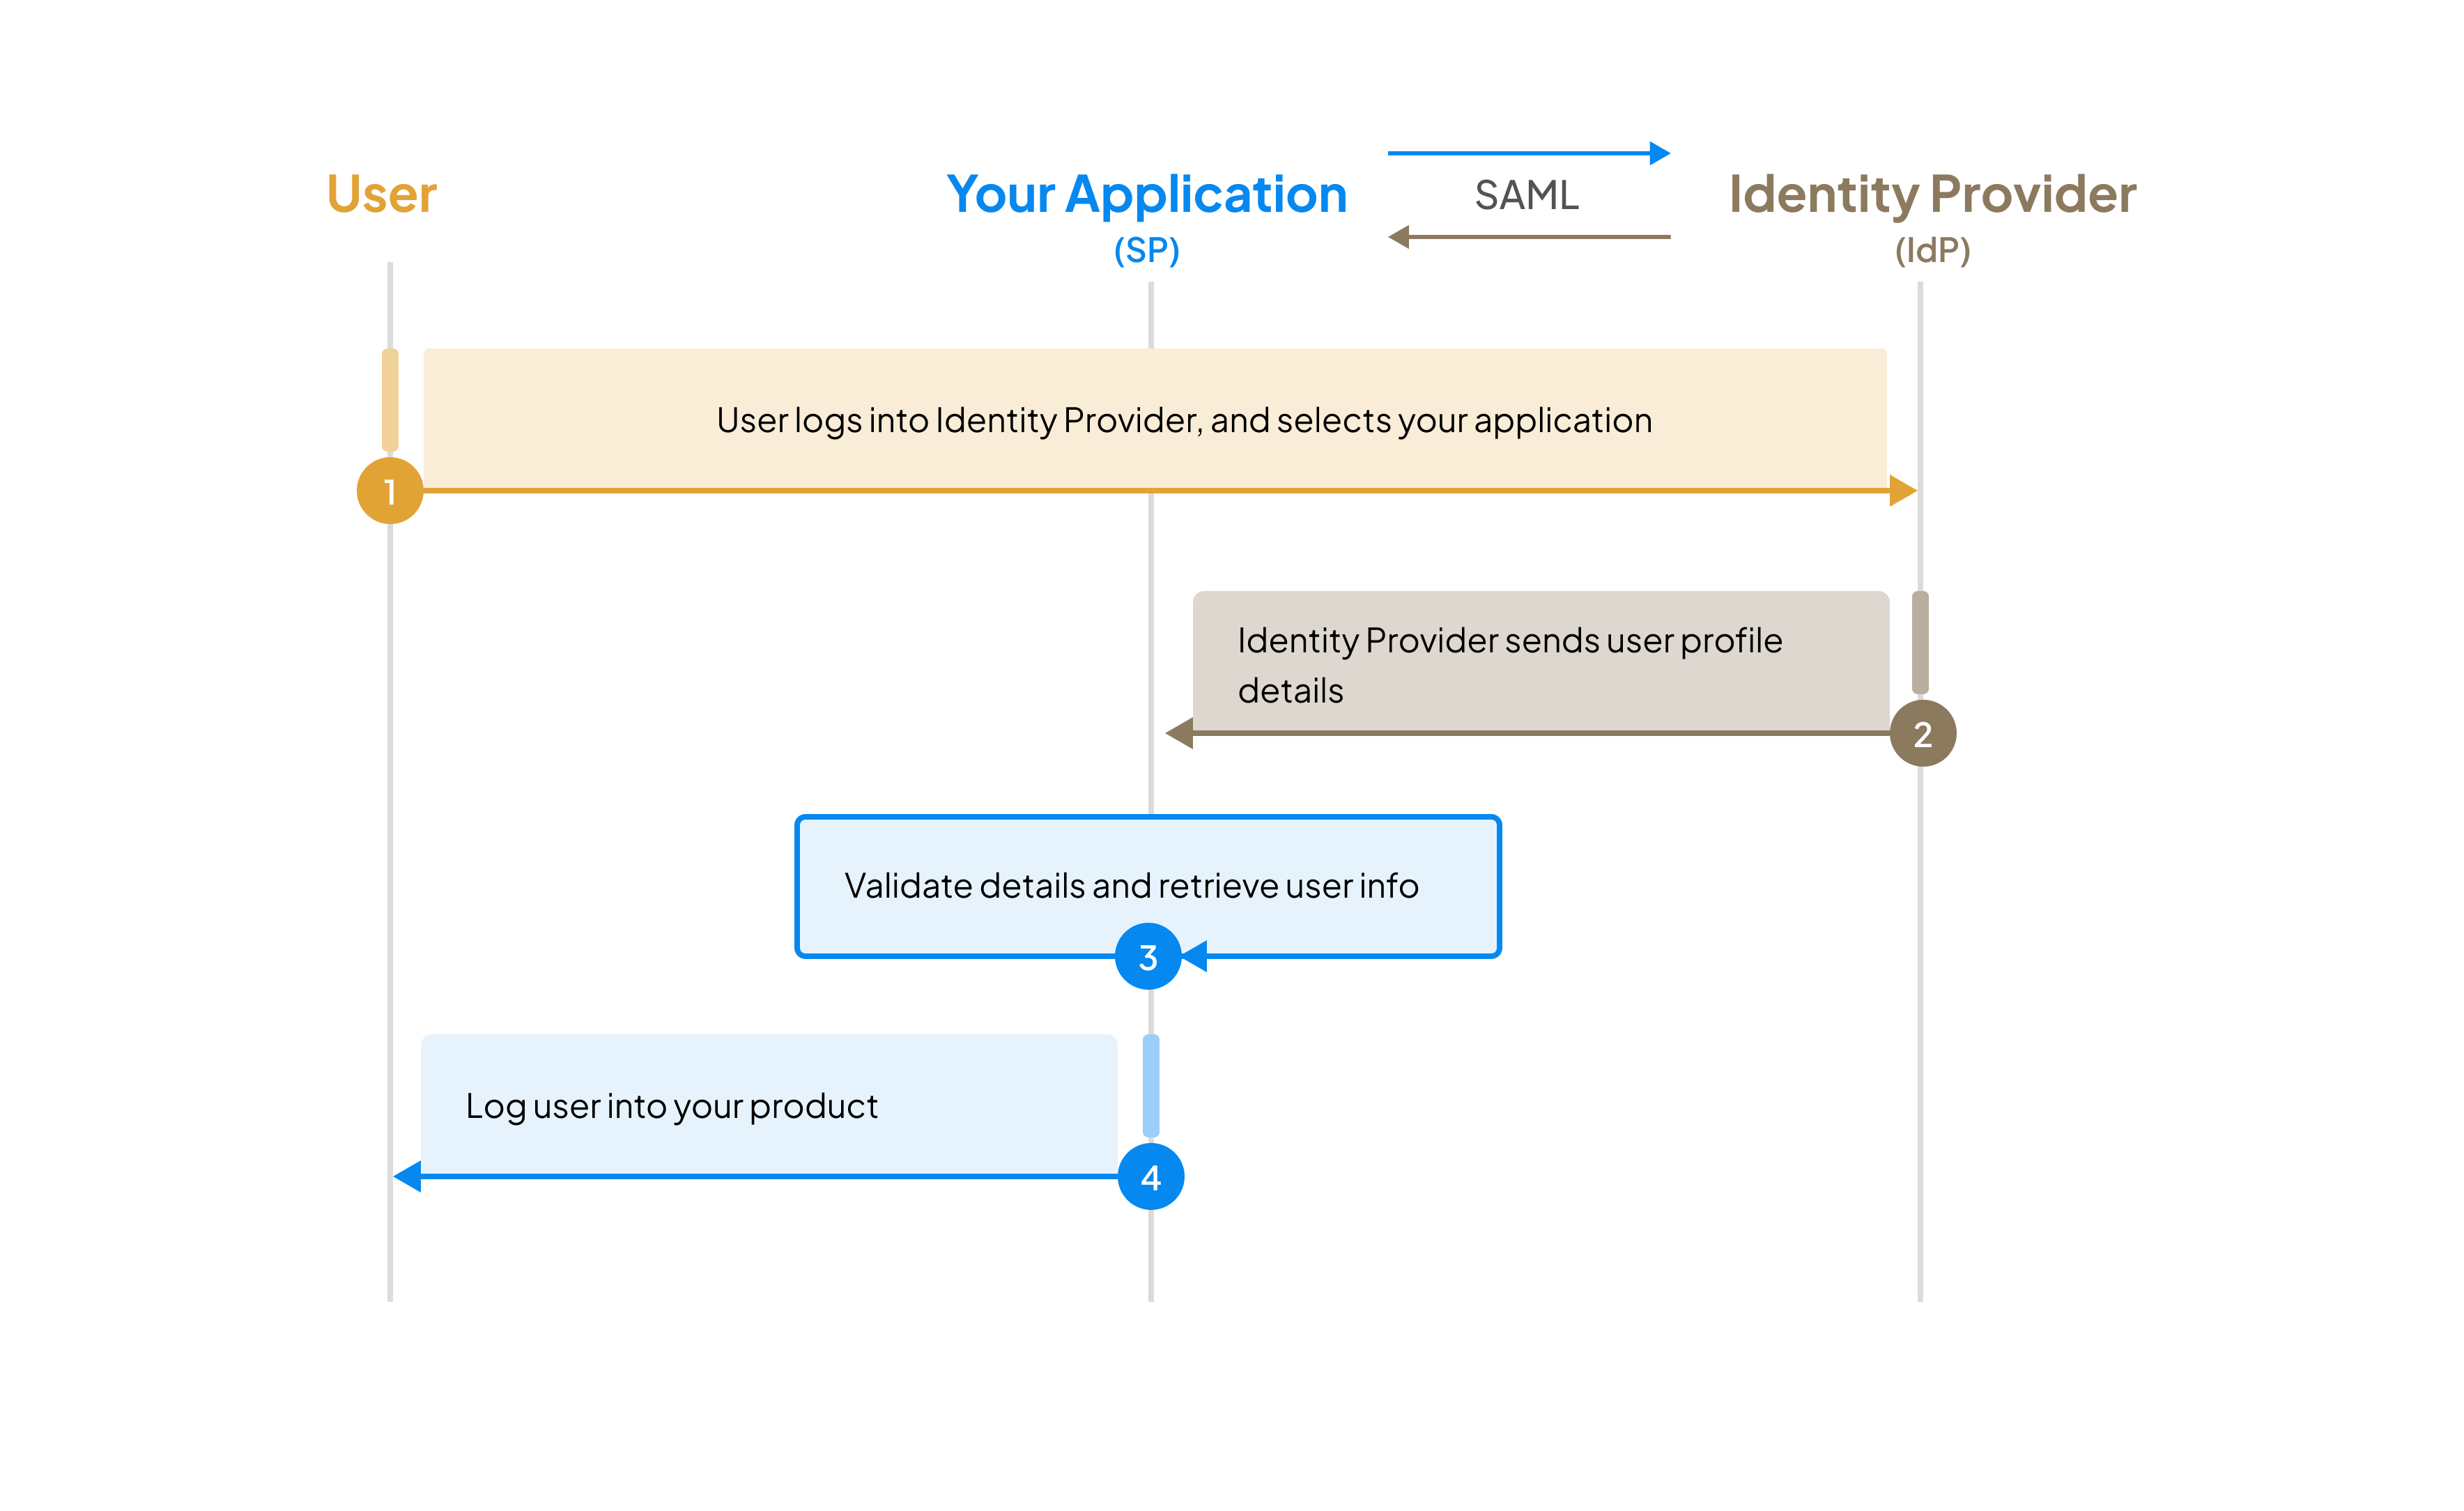 User
Your Application
(SP)
SAML
Identity Provider
(IdP)
User logs into Identity Provider, and selects your application
1
Identity Provider sends user profile
details
2
Validate details and retrieve user info
3
Log user into your product
4